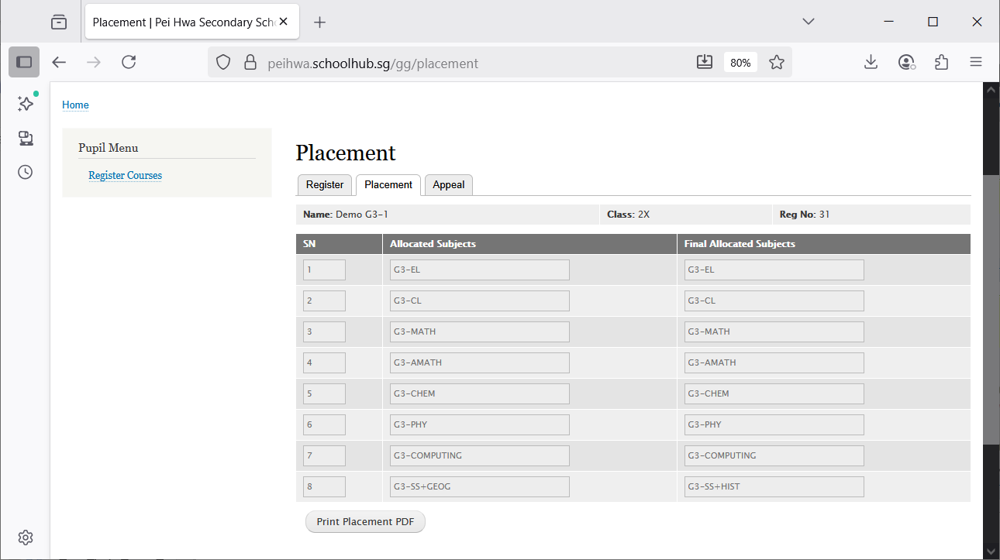 Placement | Pei Hwa Secondary Sch
peihwa.schoolhub.sg/gg/placement
80%
Home
Pupil Menu
Register Courses
Placement
Register Placement Appeal
Name: Demo G3-1 Class: 2X Reg No: 31
SN Allocated Subjects Final Allocated Subjects
1 G3-EL G3-EL
2 G3-CL G3-CL
3 G3-MATH G3-MATH
4 G3-AMATH G3-AMATH
5 G3-CHEM G3-CHEM
6 G3-PHY G3-PHY
7 G3-COMPUTING G3-COMPUTING
8 G3-SS+GEOG G3-SS+HIST
Print Placement PDF